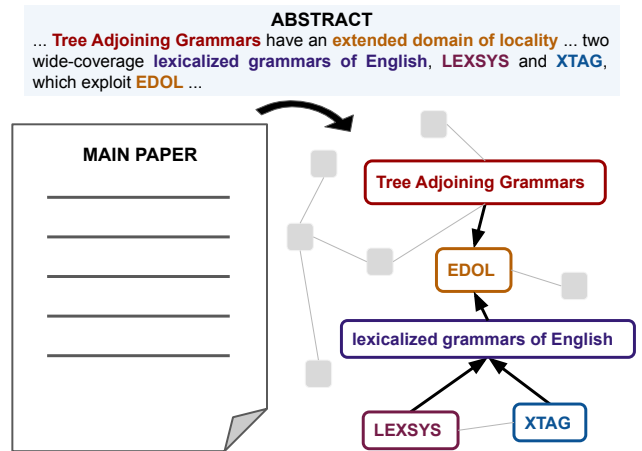 ABSTRACT
... Tree Adjoining Grammars have an extended domain of locality ... two
wide-coverage lexicalized grammars of English, LEXSYS and XTAG,
which exploit EDOL ...
MAIN PAPER
Tree Adjoining Grammars
EDOL
lexicalized grammars of English
LEXSYS
XTAG